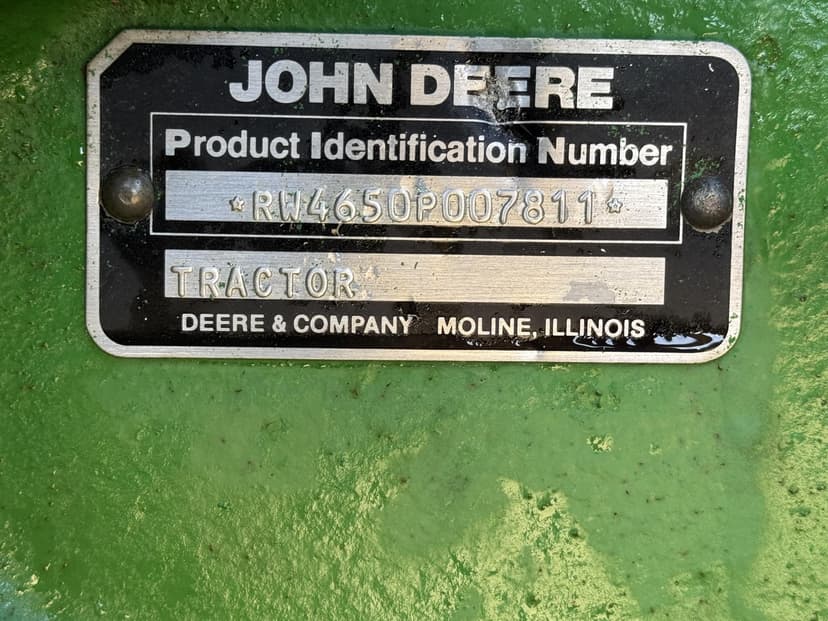 JOHN DEERE
Product Identification Number
*RW4650P007811*
TRACTOR
DEERE & COMPANY MOLINE, ILLINOIS